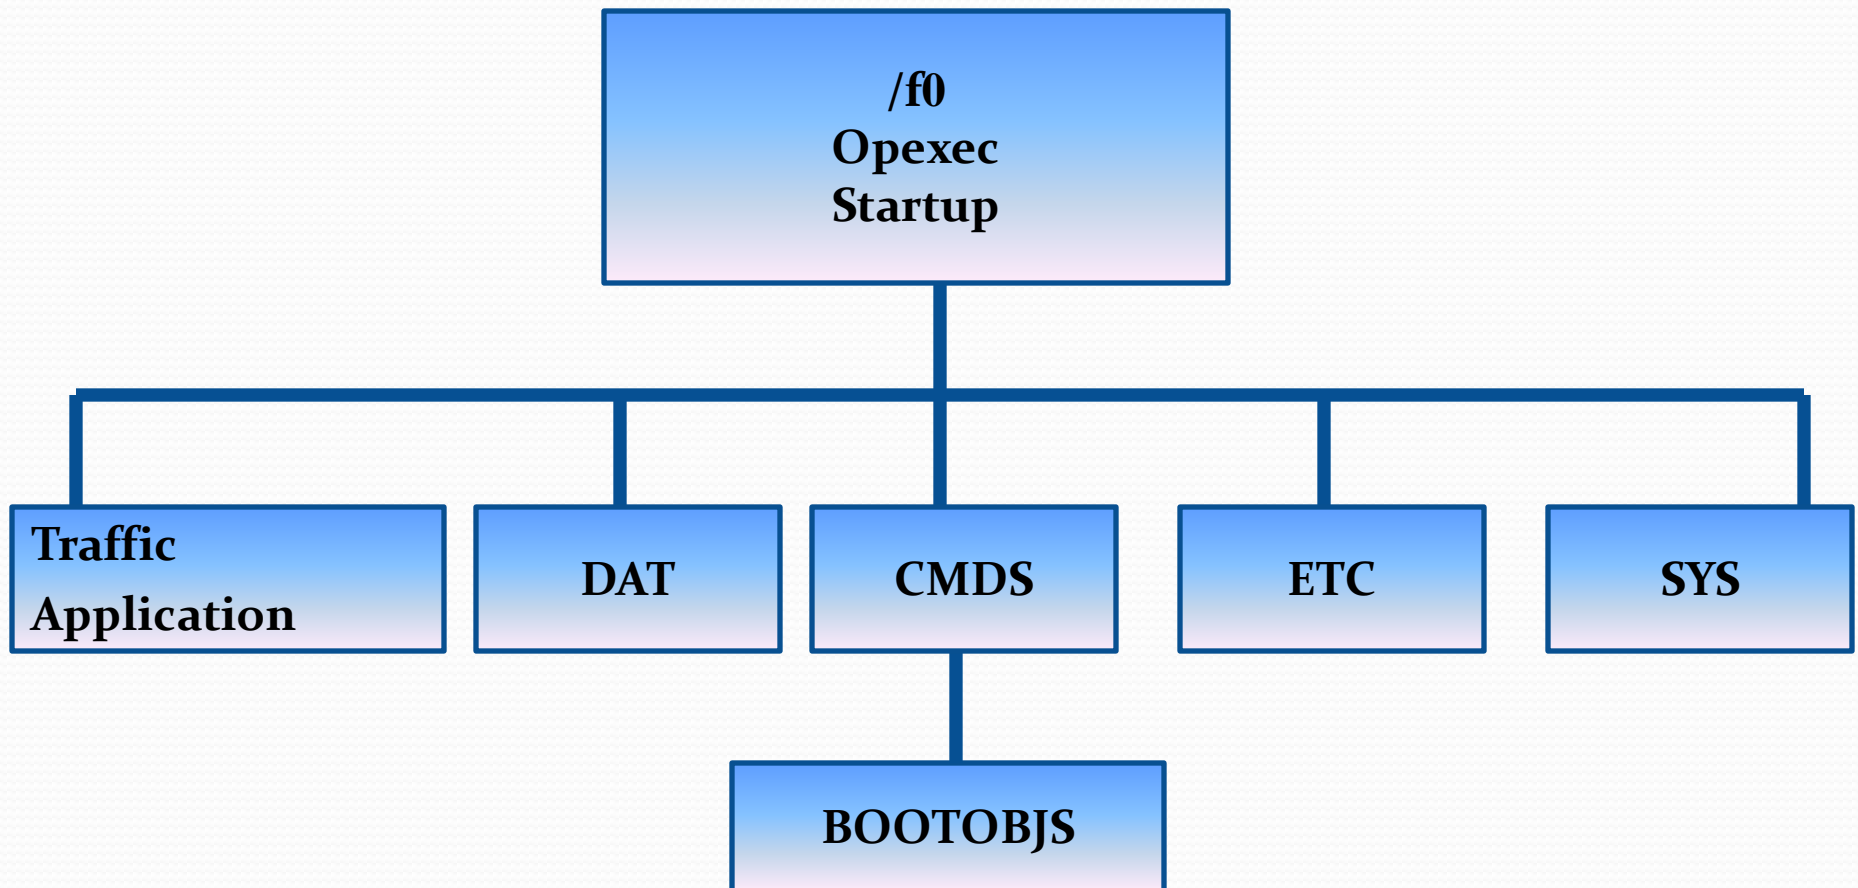 /f0
Opexec
Startup
Traffic
Application
DAT
CMDS
ETC
SYS
BOOTOBJS